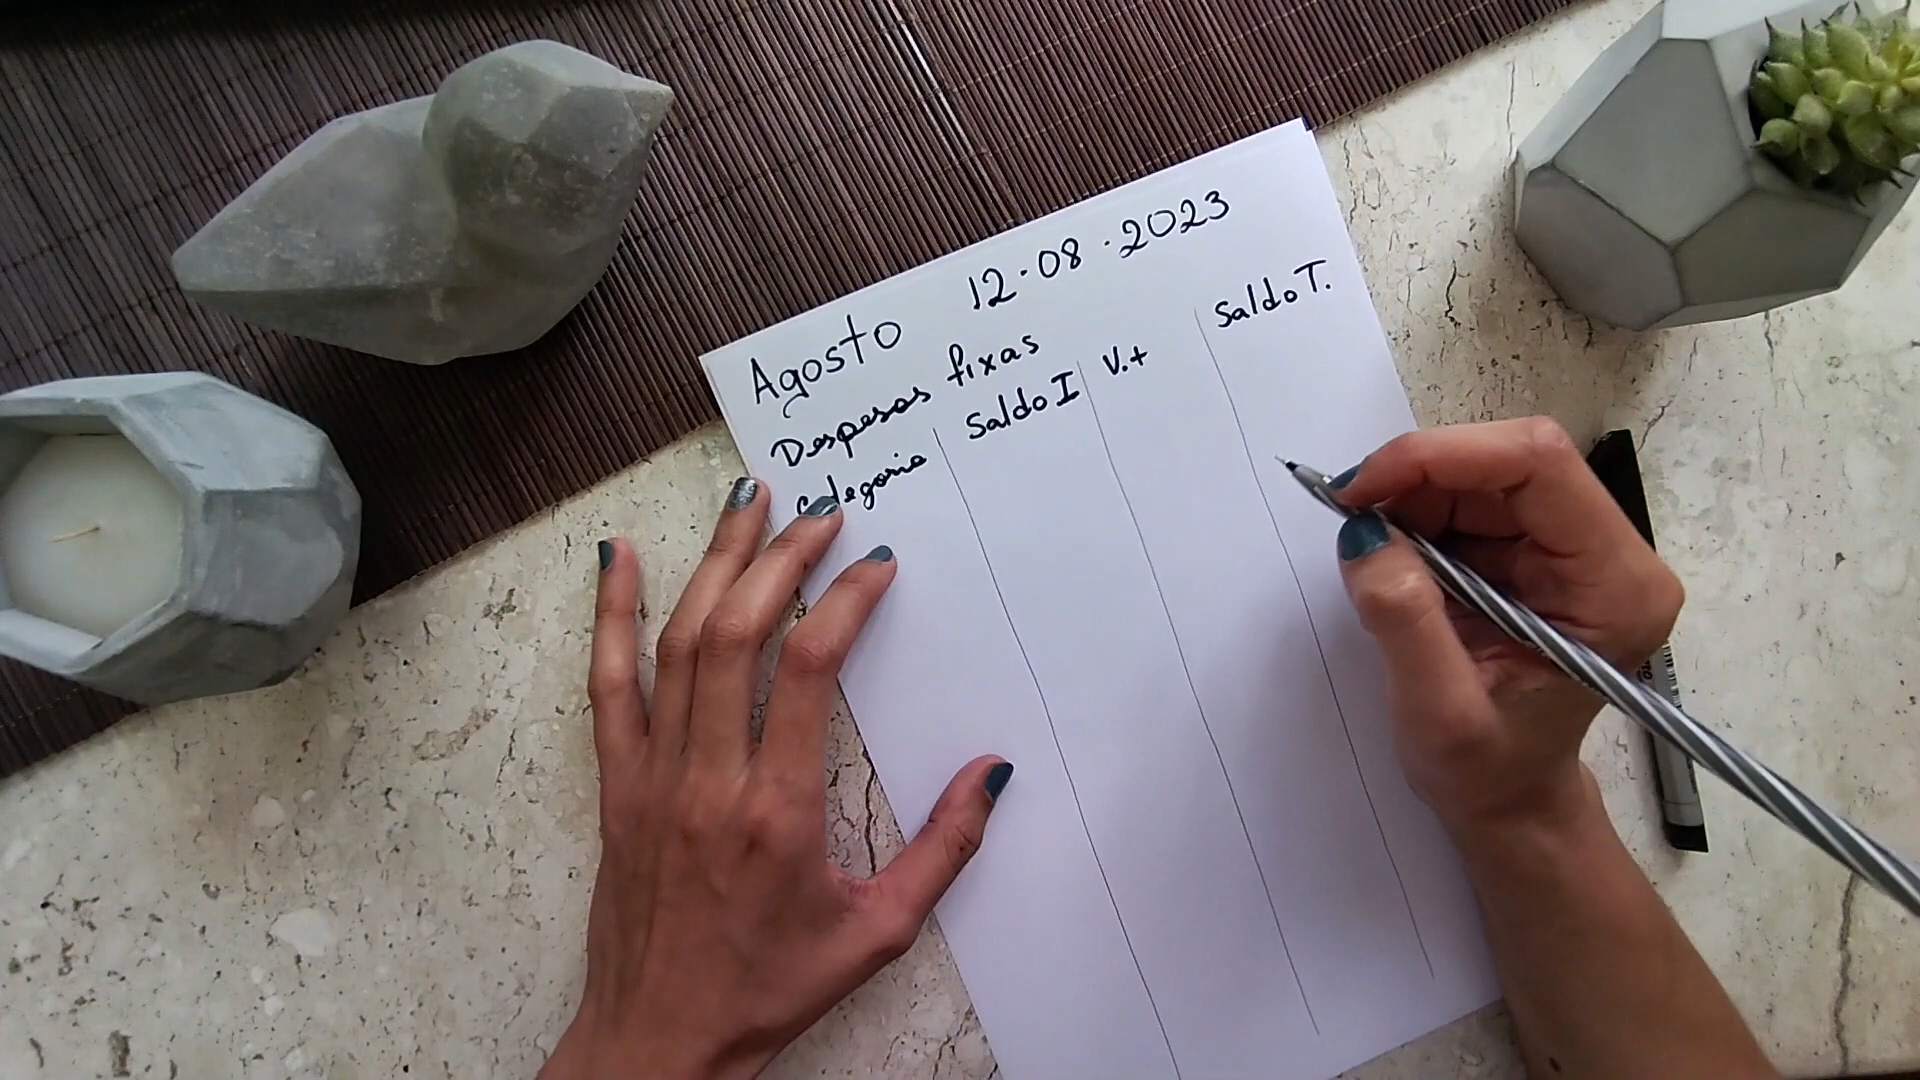 Agosto 12.08.2023
Despesas fixas
Categoria Saldo I V.+ Saldo T.